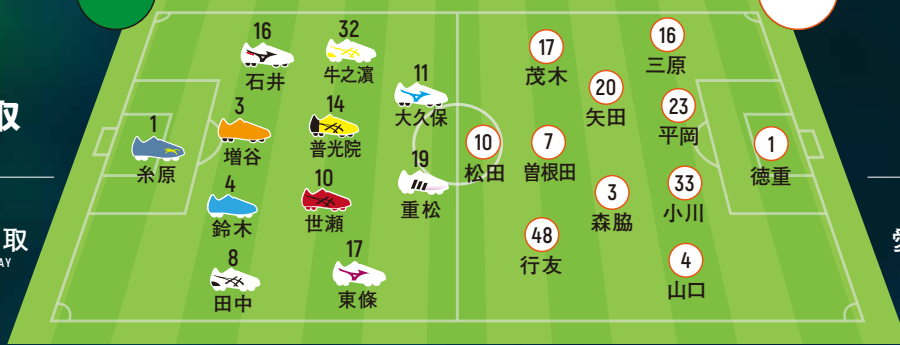 取
取
AY
1
糸原
16
石井
3
増谷
4
鈴木
8
田中
32
牛之濵
14
普光院
10
世瀬
17
東條
11
大久保
19
重松
10
松田
17
茂木
7
曽根田
48
行友
20
矢田
3
森脇
16
三原
23
平岡
33
小川
4
山口
1
徳重